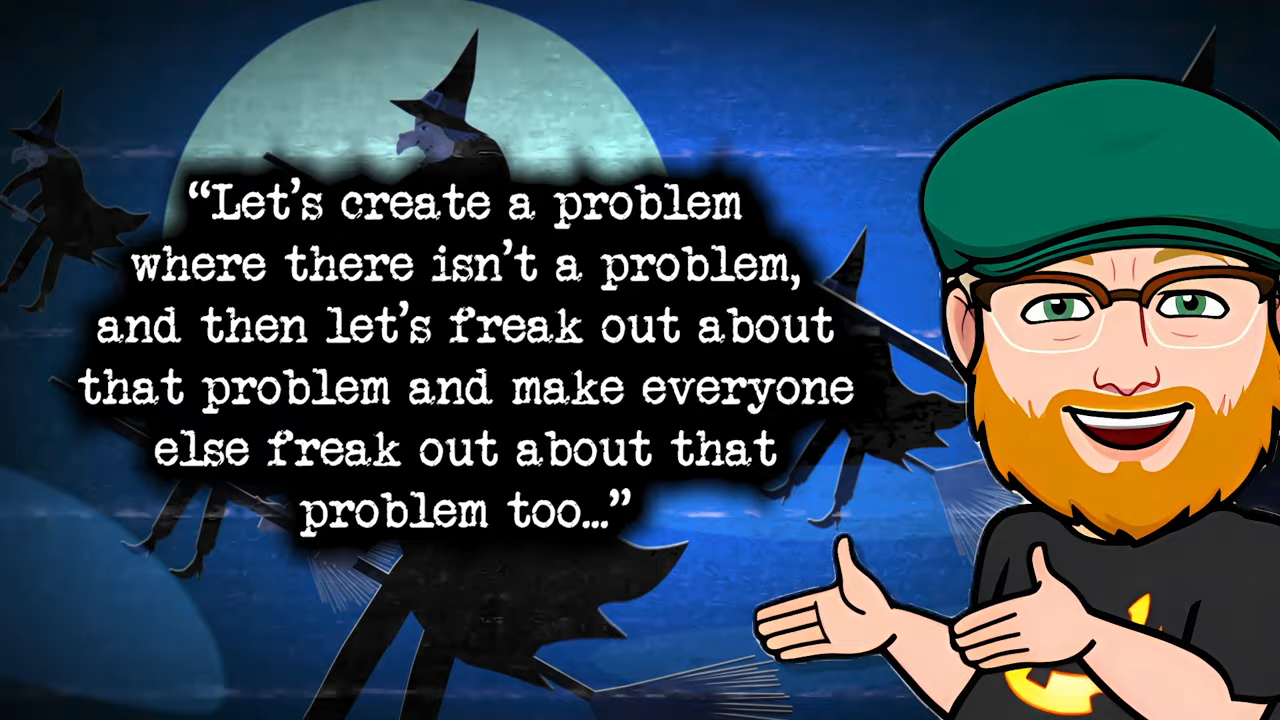 “Let’s create a problem
where there isn’t a problem,
and then let’s freak out about
that problem and make everyone
else freak out about that
problem too...”